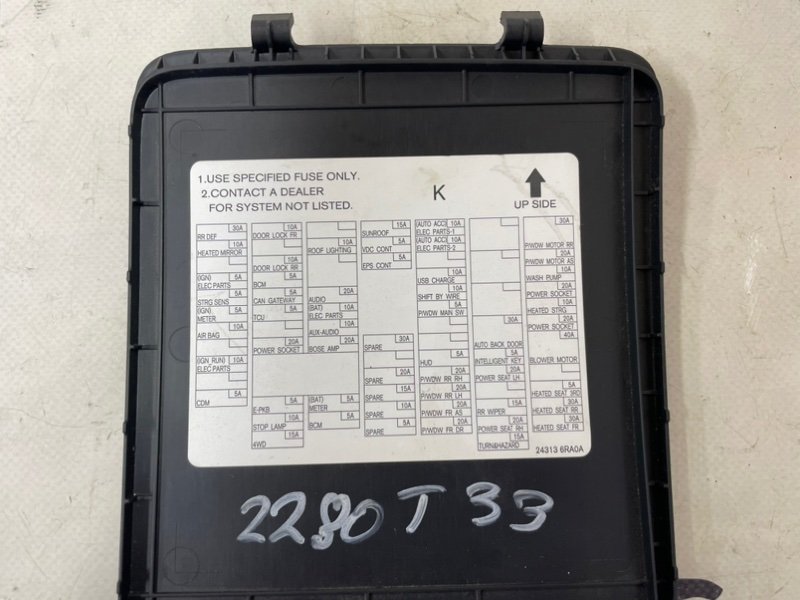 1.USE SPECIFIED FUSE ONLY.
2.CONTACT A DEALER
FOR SYSTEM NOT LISTED.
K
UP SIDE
30A
RR DEF
10A
HEATED MIRROR
(IGN) 5A
ELEC PARTS
5A
STRG SENS
(IGN) 5A
METER
10A
AIR BAG
(IGN RUN) 10A
ELEC PARTS
5A
CDM
10A
DOOR LOCK FR
10A
DOOR LOCK RR
5A
BCM
5A
CAN GATEWAY
5A
TCU
20A
POWER SOCKET
5A
E-PKB
10A
STOP LAMP
15A
4WD
10A
ROOF LIGHTING
20A
AUDIO
(BAT) 10A
ELEC PARTS
10A
AUX-AUDIO
20A
BOSE AMP
(BAT) 5A
METER
5A
BCM
15A
SUNROOF
5A
VDC CONT
5A
EPS CONT
30A
SPARE
20A
SPARE
15A
SPARE
10A
SPARE
5A
SPARE
(AUTO ACC) 10A
ELEC PARTS-1
(AUTO ACC) 10A
ELEC PARTS-2
10A
USB CHARGE
10A
SHIFT BY WIRE
5A
P/WDW MAIN SW
5A
HUD
20A
P/WDW RR RH
20A
P/WDW RR LH
20A
P/WDW FR AS
20A
P/WDW FR DR
30A
AUTO BACK DOOR
5A
INTELLIGENT KEY
20A
POWER SEAT LH
15A
RR WIPER
20A
POWER SEAT RH
15A
TURN&HAZARD
30A
P/WDW MOTOR RR
20A
P/WDW MOTOR AS
10A
WASH PUMP
20A
POWER SOCKET
10A
HEATED STRG
20A
POWER SOCKET
40A
BLOWER MOTOR
5A
HEATED SEAT 3RD
30A
HEATED SEAT RR
30A
HEATED SEAT FR
24313 6RA0A
2280 T33